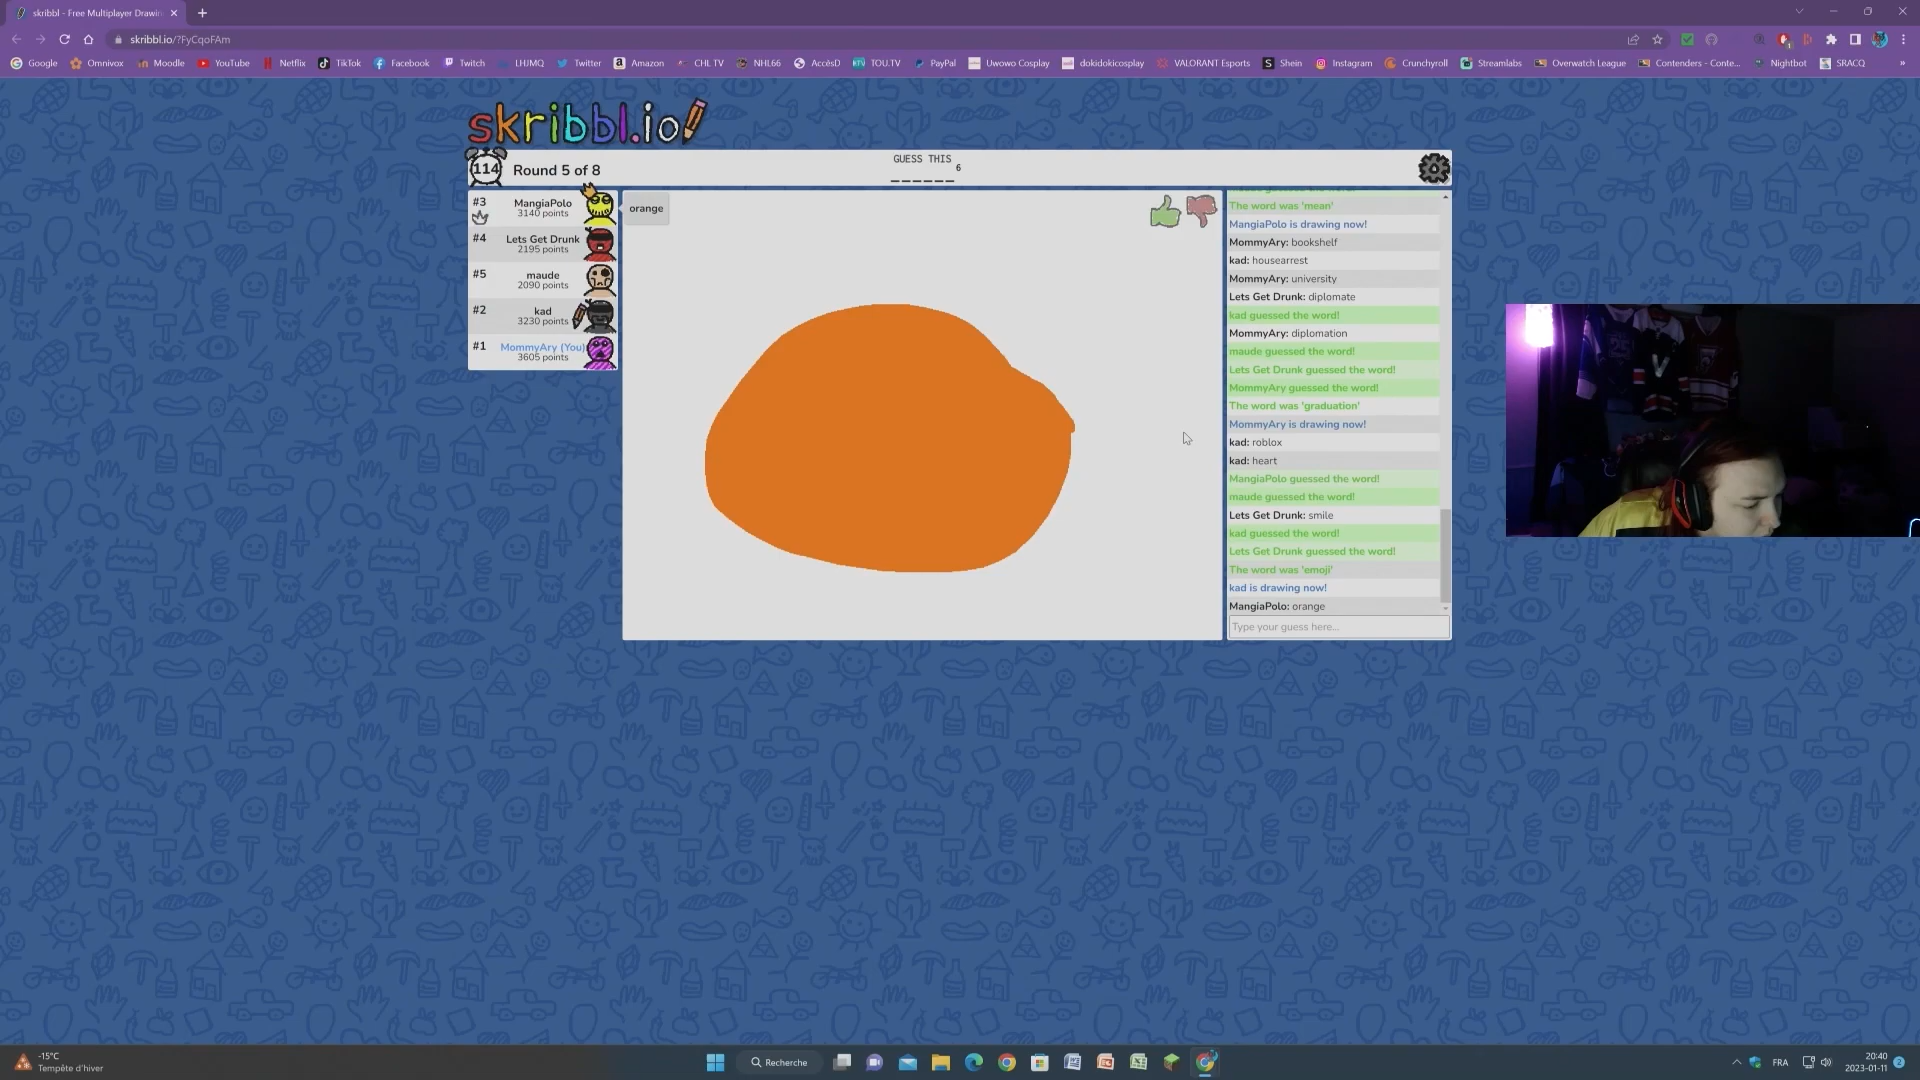 skribbl - Free Multiplayer Drawin
skribbl.io/?FyCqoFAm
Google Omnivox Moodle YouTube Netflix TikTok Facebook Twitch LHJMQ Twitter Amazon CHL TV NHL66 AccèsD TOU.TV PayPal Uwowo Cosplay dokidokicosplay VALORANT Esports Shein Instagram Crunchyroll Streamlabs Overwatch League Contenders - Conte... Nightbot SRACQ »
skribbl.io
114
Round 5 of 8
GUESS THIS
______ 6
#3 MangiaPolo
3140 points
#4 Lets Get Drunk
2195 points
#5 maude
2090 points
#2 kad
3230 points
#1 MommyAry (You)
3605 points
orange
The word was 'mean'
MangiaPolo is drawing now!
MommyAry: bookshelf
kad: housearrest
MommyAry: university
Lets Get Drunk: diplomate
kad guessed the word!
MommyAry: diplomation
maude guessed the word!
Lets Get Drunk guessed the word!
MommyAry guessed the word!
The word was 'graduation'
MommyAry is drawing now!
kad: roblox
kad: heart
MangiaPolo guessed the word!
maude guessed the word!
Lets Get Drunk: smile
kad guessed the word!
Lets Get Drunk guessed the word!
The word was 'emoji'
kad is drawing now!
MangiaPolo: orange
Type your guess here...
-15°C
Tempête d'hiver
Recherche
FRA
20:40
2023-01-11
2